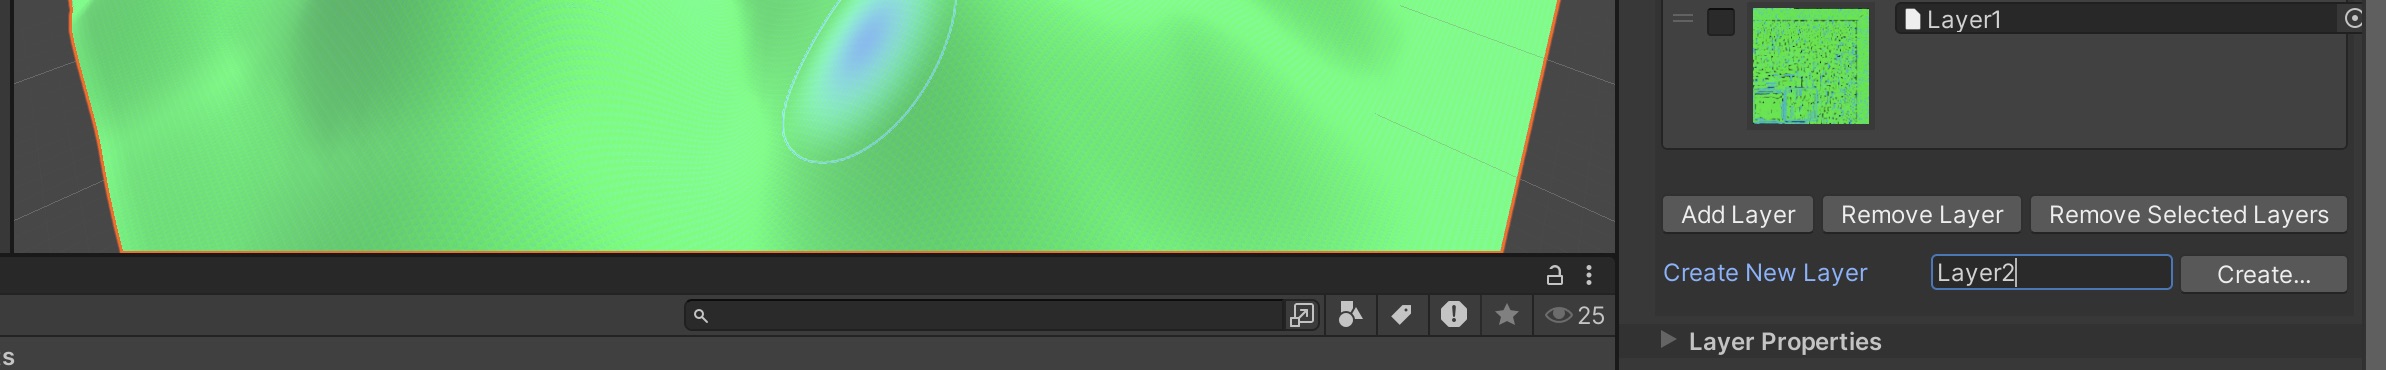 Layer1
Add Layer Remove Layer Remove Selected Layers
Create New Layer Layer2 Create...
25
Layer Properties
s